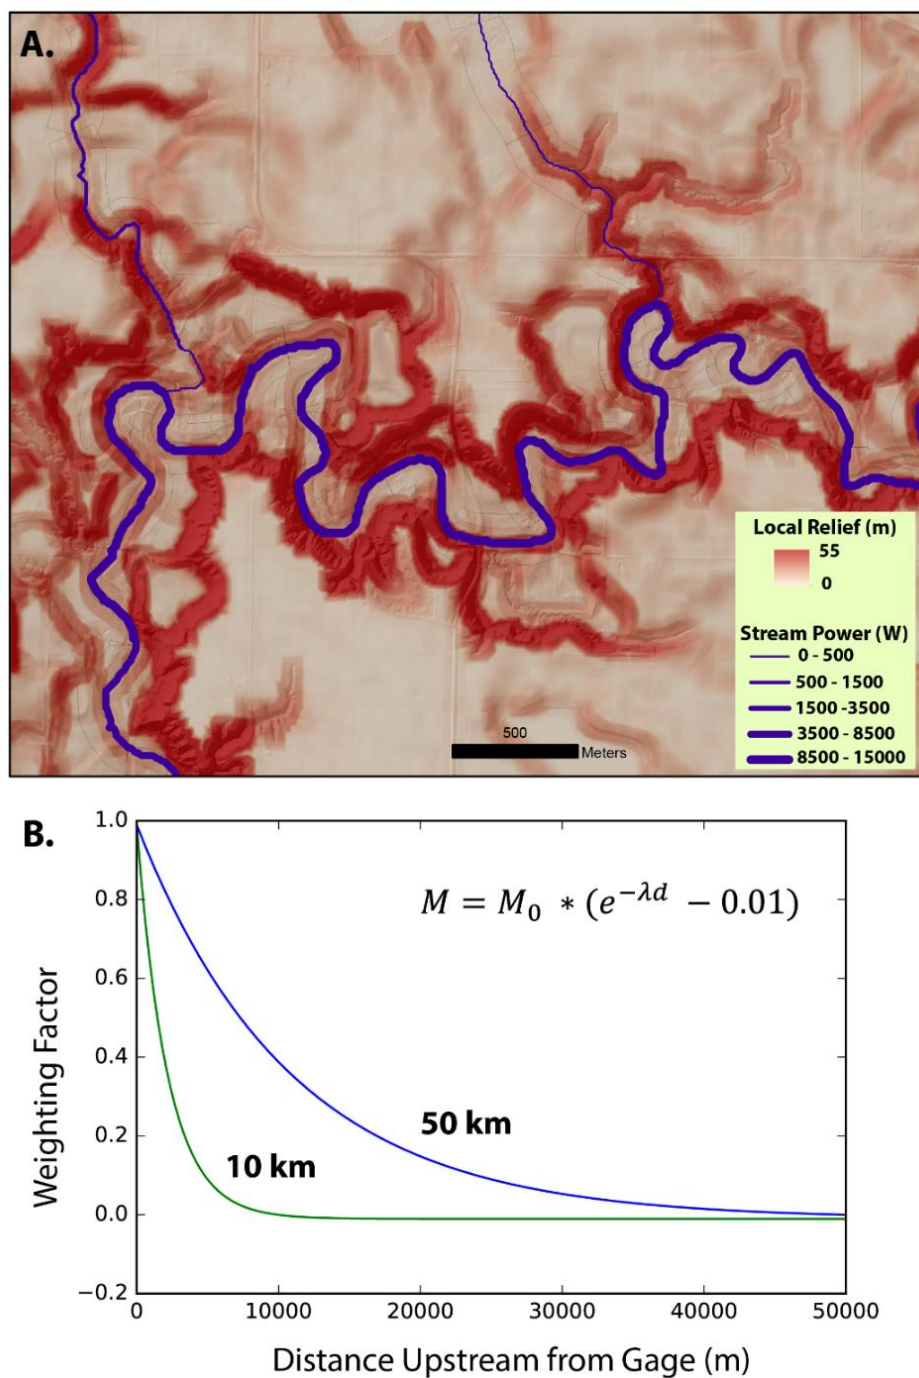 A.
Local Relief (m)
55
0
Stream Power (W)
0 - 500
500 - 1500
1500 -3500
3500 - 8500
8500 - 15000
500
Meters
B.
1.0
0.8
0.6
0.4
0.2
0.0
−0.2
M = M₀ ∗ (e^{−λd} − 0.01)
50 km
10 km
0 10000 20000 30000 40000 50000
Weighting Factor
Distance Upstream from Gage (m)